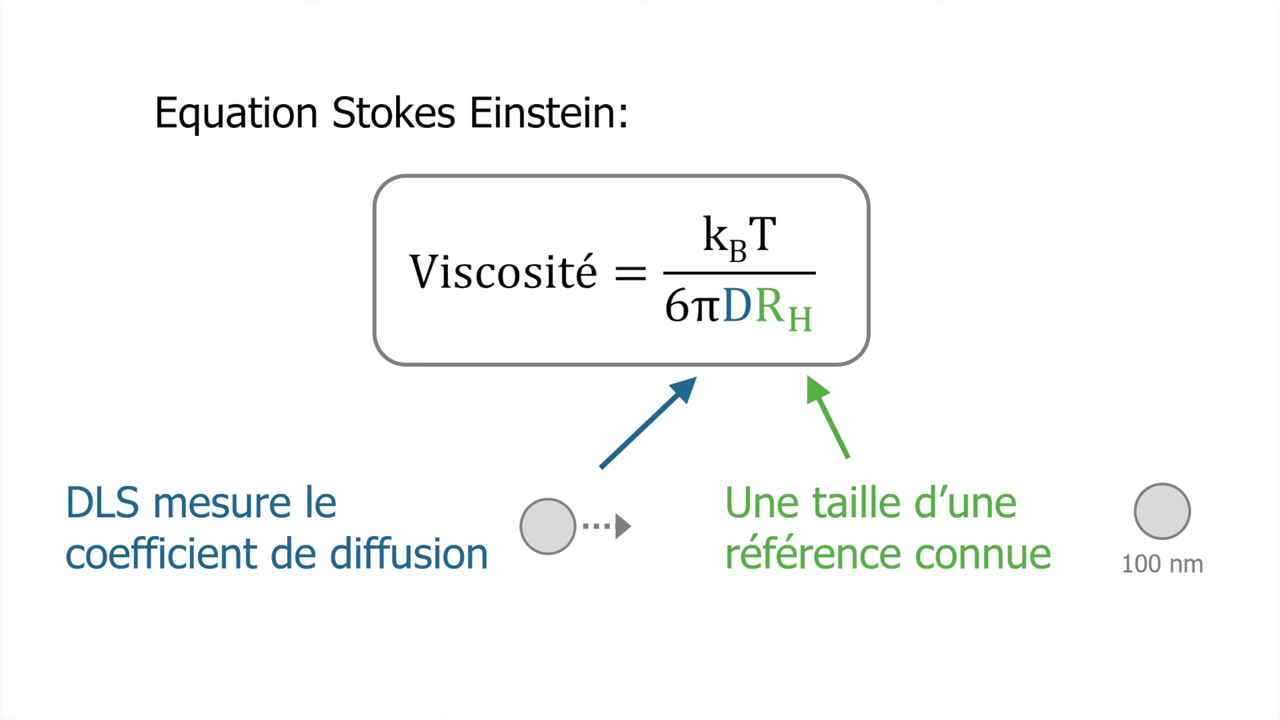 Equation Stokes Einstein:
Viscosité = k_BT / 6πDR_H
DLS mesure le
coefficient de diffusion
Une taille d’une
référence connue
100 nm